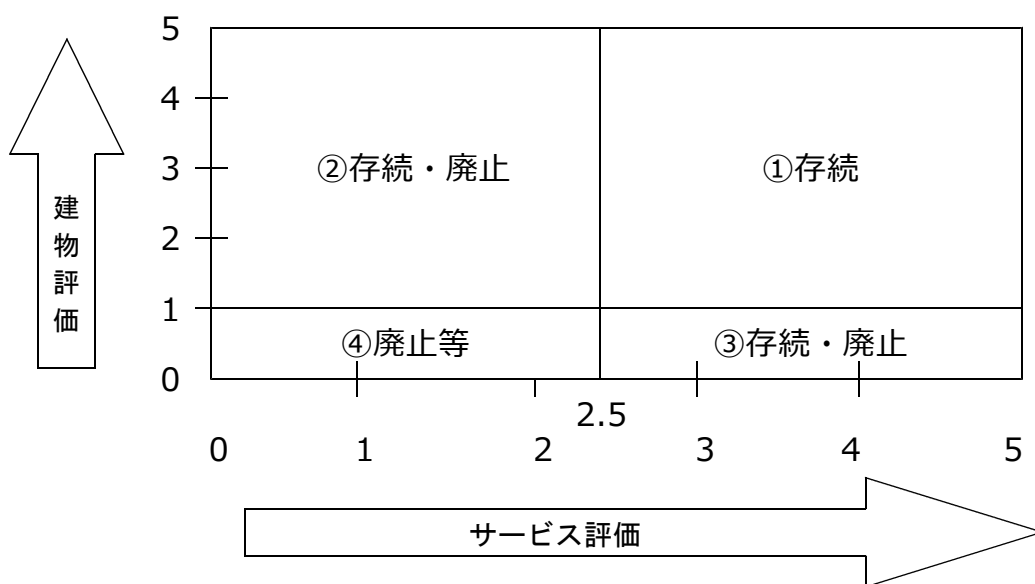 5
4
3
2
1
0
建物評価
②存続・廃止
①存続
④廃止等
③存続・廃止
2.5
0 1 2 3 4 5
サービス評価